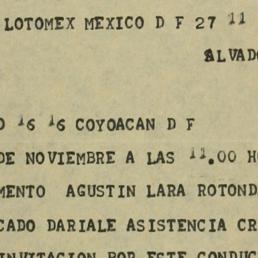 LOTOMEX MEXICO D F 27 11
ALVADO
O 16 16 COYOACAN D F
DE NOVIEMBRE A LAS 11.00 H
MENTO AGUSTIN LARA ROTOND
CADO DARIALE ASISTENCIA CR
INVITACION POR ESTE CONDUC